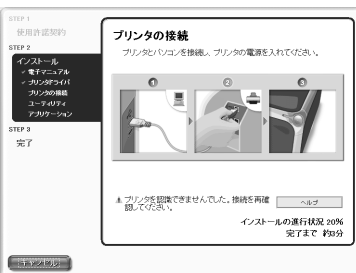 STEP 1
使用許諾契約
STEP 2
インストール
✓ 電子マニュアル
✓ プリンタドライバ
プリンタの接続
ユーティリティ
アプリケーション
STEP 3
完了
プリンタの接続
プリンタとパソコンを接続し、プリンタの電源を入れてください。
1 2 3
プリンタを認識できませんでした。接続を再確
認してください。
ヘルプ
インストールの進行状況 20%
完了まで 約3分
キャンセル